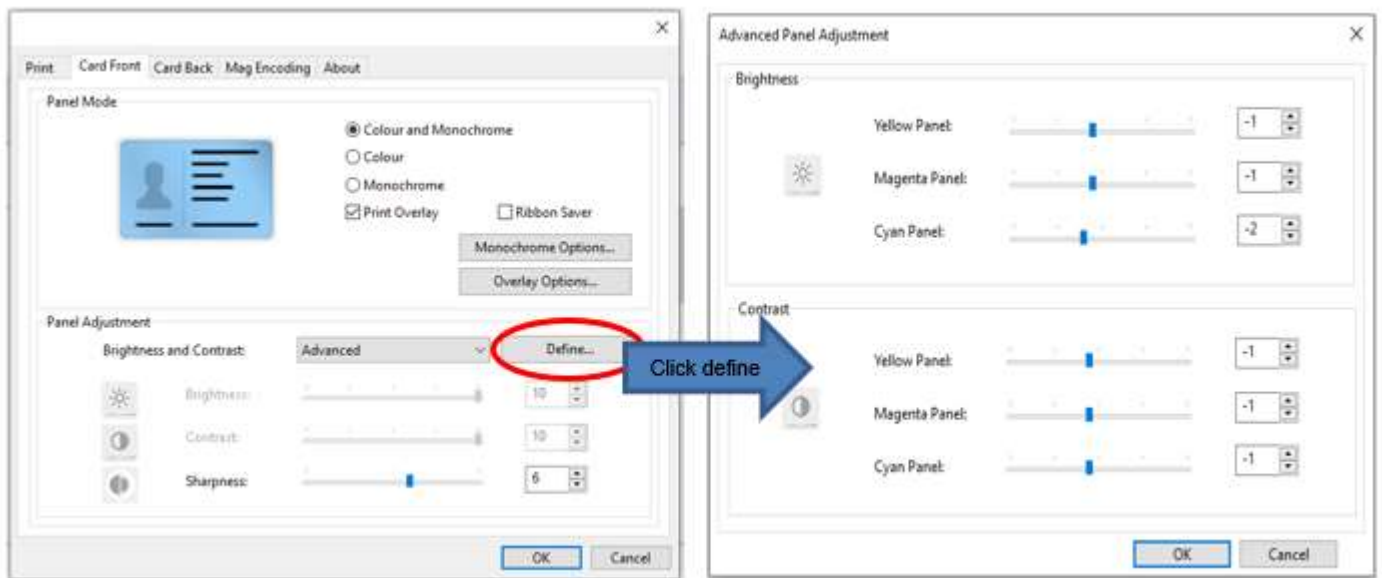 Print Card Front Card Back Mag Encoding About
Panel Mode
Colour and Monochrome
Colour
Monochrome
Print Overlay Ribbon Saver
Monochrome Options...
Overlay Options...
Panel Adjustment
Brightness and Contrast: Advanced Define...
Brightness: 10
Contrast: 10
Sharpness: 6
OK Cancel
Click define
Advanced Panel Adjustment
Brightness
Yellow Panel: -1
Magenta Panel: -1
Cyan Panel: -2
Contrast
Yellow Panel: -1
Magenta Panel: -1
Cyan Panel: -1
OK Cancel